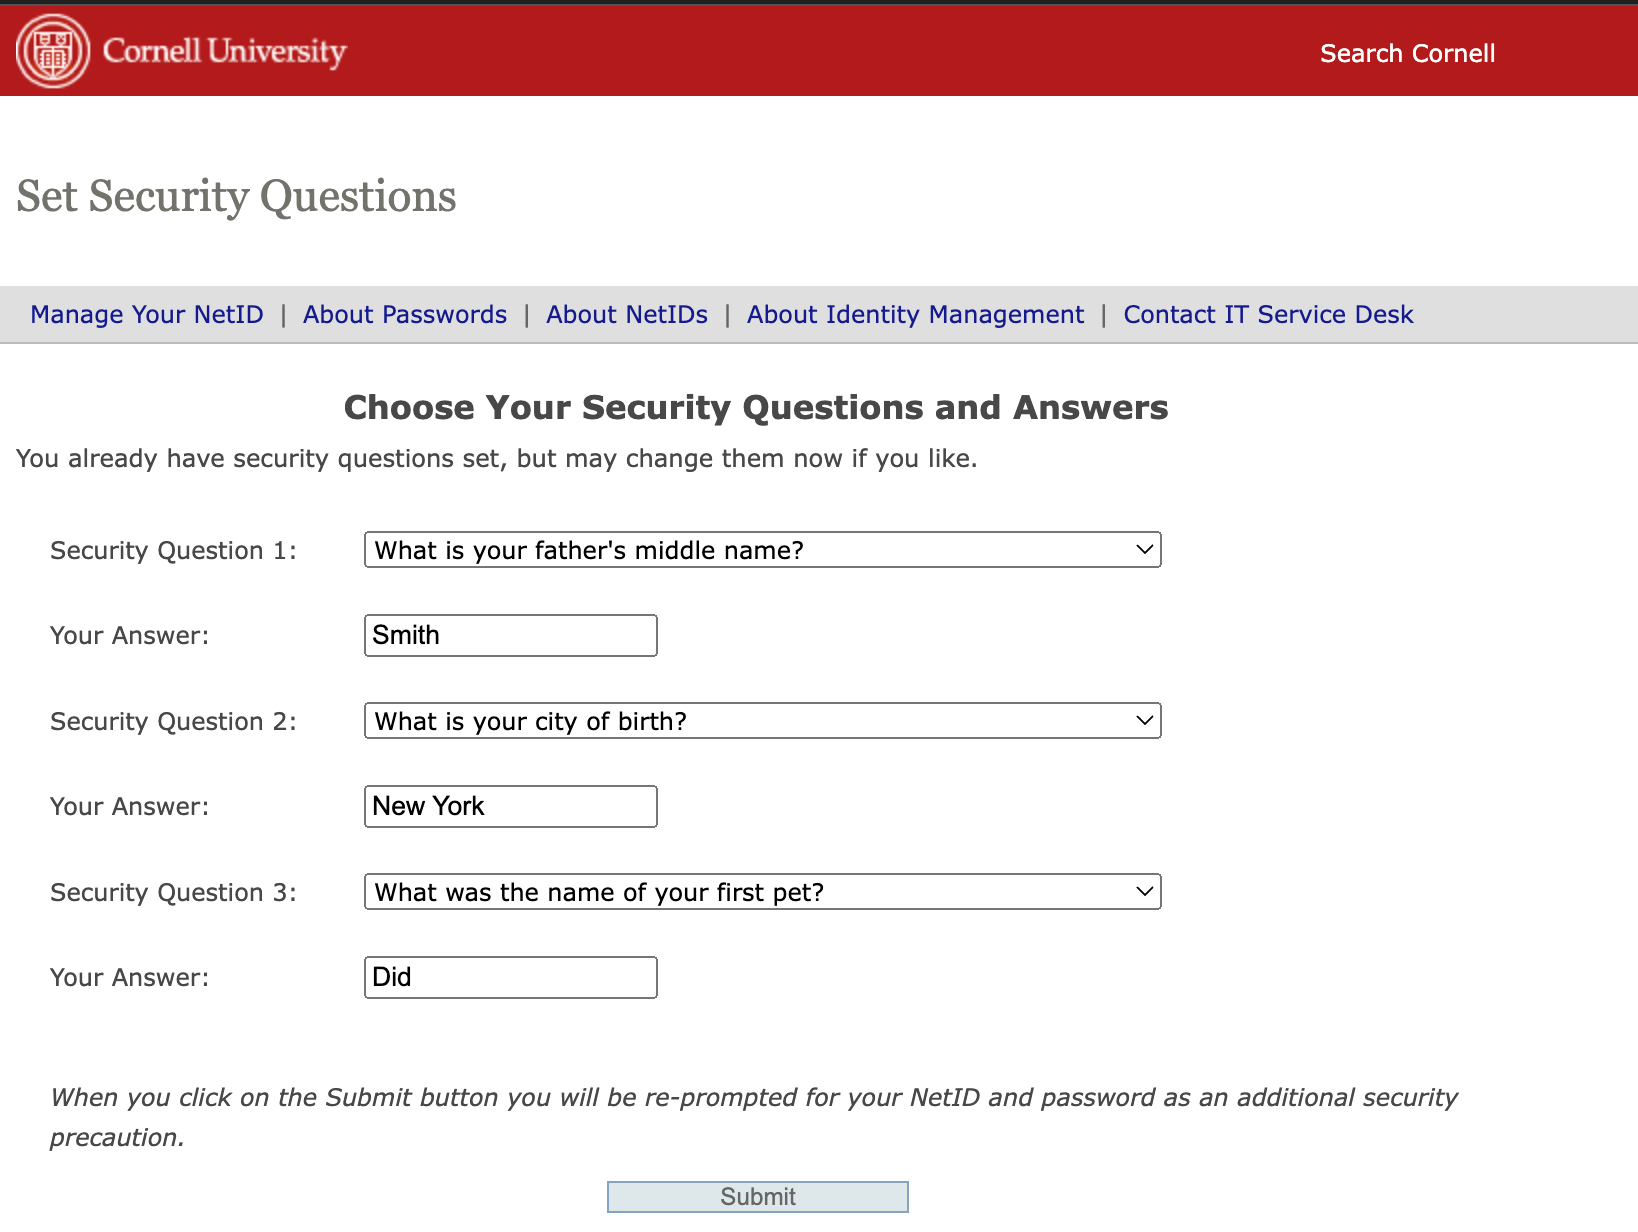 Cornell University
Search Cornell
Set Security Questions
Manage Your NetID | About Passwords | About NetIDs | About Identity Management | Contact IT Service Desk
Choose Your Security Questions and Answers
You already have security questions set, but may change them now if you like.
Security Question 1: What is your father's middle name?
Your Answer: Smith
Security Question 2: What is your city of birth?
Your Answer: New York
Security Question 3: What was the name of your first pet?
Your Answer: Did
When you click on the Submit button you will be re-prompted for your NetID and password as an additional security
precaution.
Submit